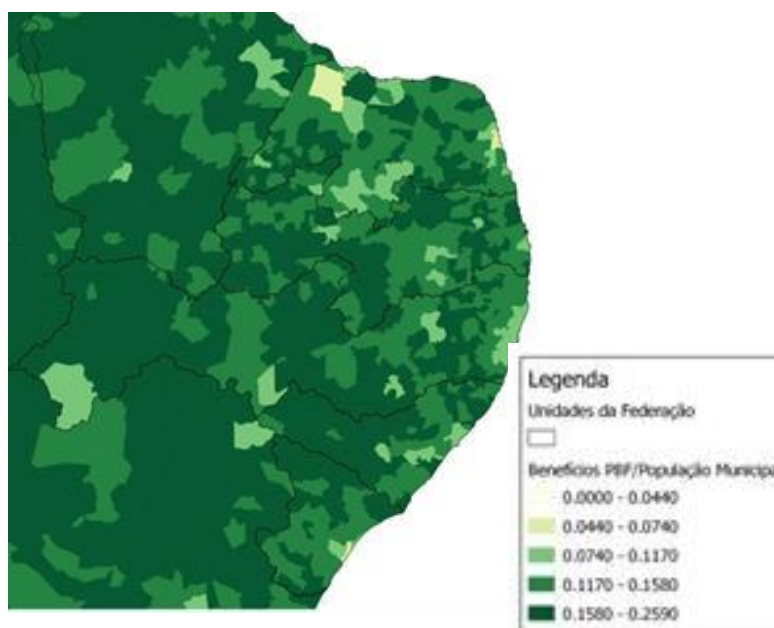 Legenda
Unidades da Federação
Benefícios PBF/População Municipa
0.0000 - 0.0440
0.0440 - 0.0740
0.0740 - 0.1170
0.1170 - 0.1580
0.1580 - 0.2590